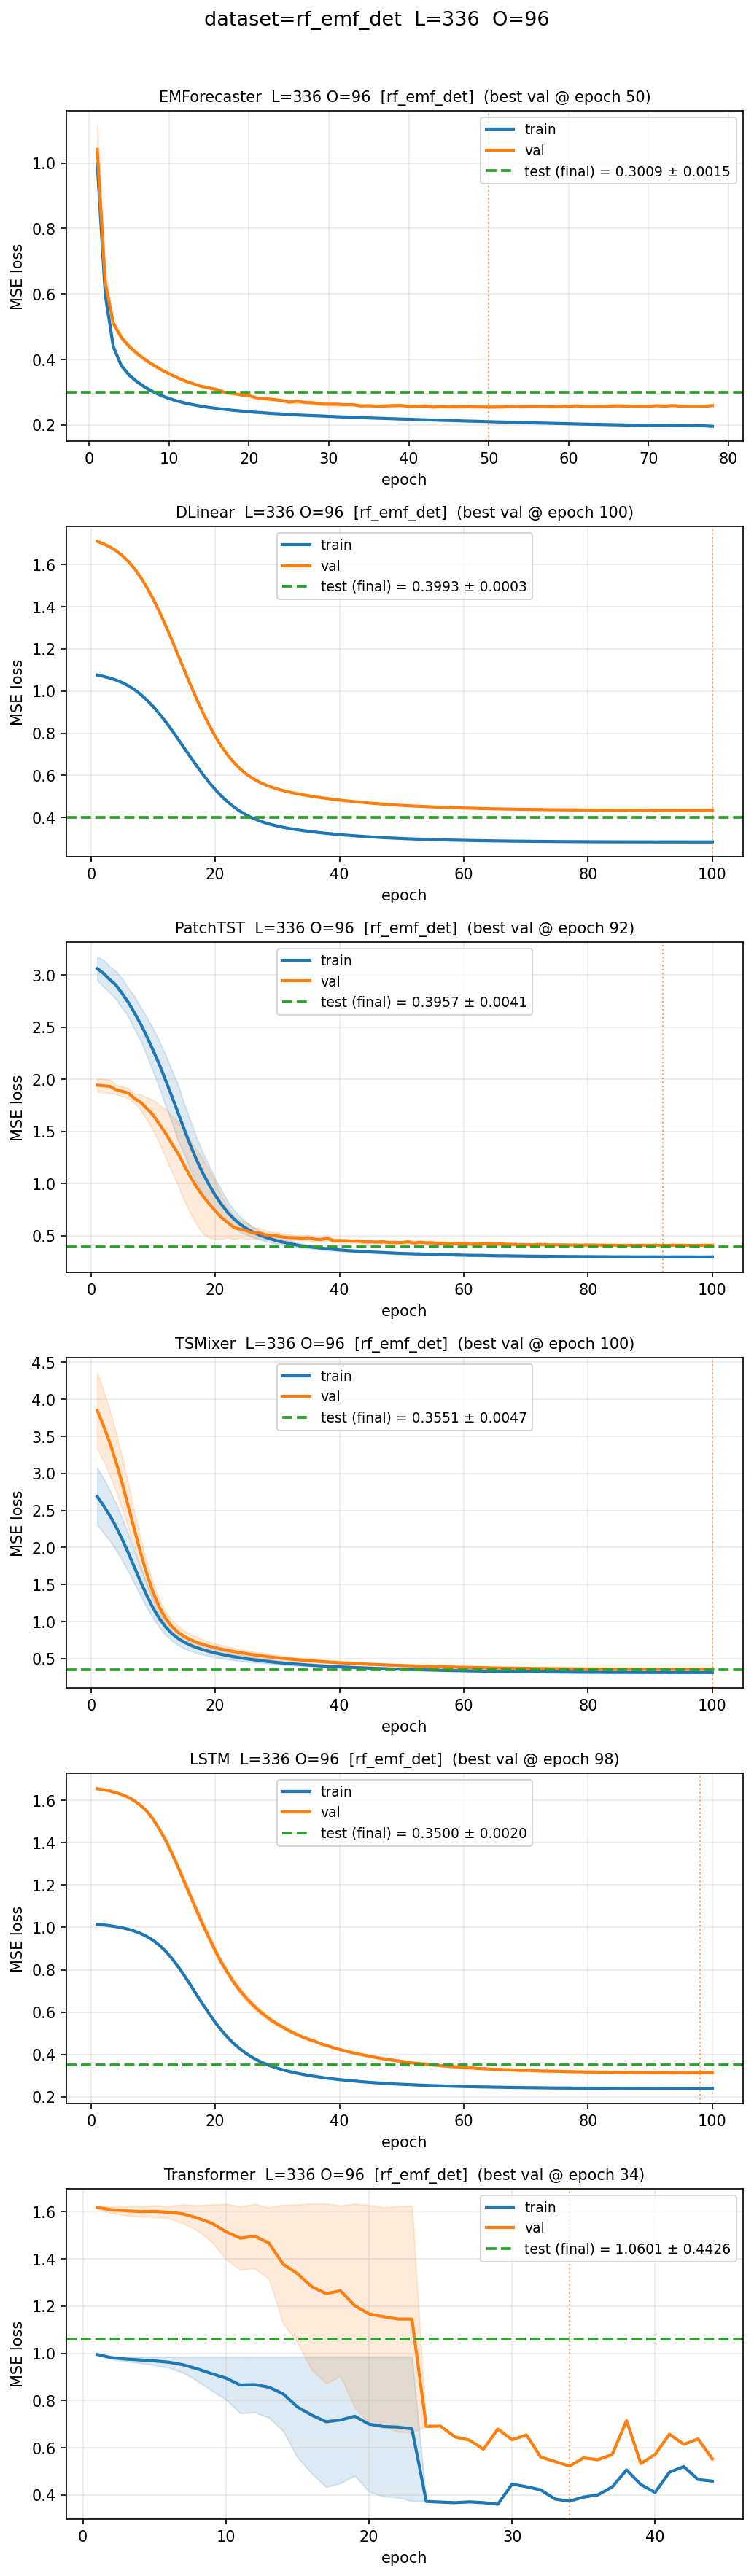 dataset=rf_emf_det  L=336  O=96
EMForecaster  L=336 O=96  [rf_emf_det]  (best val @ epoch 50)
train
val
test (final) = 0.3009 ± 0.0015
MSE loss
1.0
0.8
0.6
0.4
0.2
0 10 20 30 40 50 60 70 80
epoch
DLinear  L=336 O=96  [rf_emf_det]  (best val @ epoch 100)
train
val
test (final) = 0.3993 ± 0.0003
MSE loss
1.6
1.4
1.2
1.0
0.8
0.6
0.4
0 20 40 60 80 100
epoch
PatchTST  L=336 O=96  [rf_emf_det]  (best val @ epoch 92)
train
val
test (final) = 0.3957 ± 0.0041
MSE loss
3.0
2.5
2.0
1.5
1.0
0.5
0 20 40 60 80 100
epoch
TSMixer  L=336 O=96  [rf_emf_det]  (best val @ epoch 100)
train
val
test (final) = 0.3551 ± 0.0047
MSE loss
4.5
4.0
3.5
3.0
2.5
2.0
1.5
1.0
0.5
0 20 40 60 80 100
epoch
LSTM  L=336 O=96  [rf_emf_det]  (best val @ epoch 98)
train
val
test (final) = 0.3500 ± 0.0020
MSE loss
1.6
1.4
1.2
1.0
0.8
0.6
0.4
0.2
0 20 40 60 80 100
epoch
Transformer  L=336 O=96  [rf_emf_det]  (best val @ epoch 34)
train
val
test (final) = 1.0601 ± 0.4426
MSE loss
1.6
1.4
1.2
1.0
0.8
0.6
0.4
0 10 20 30 40
epoch